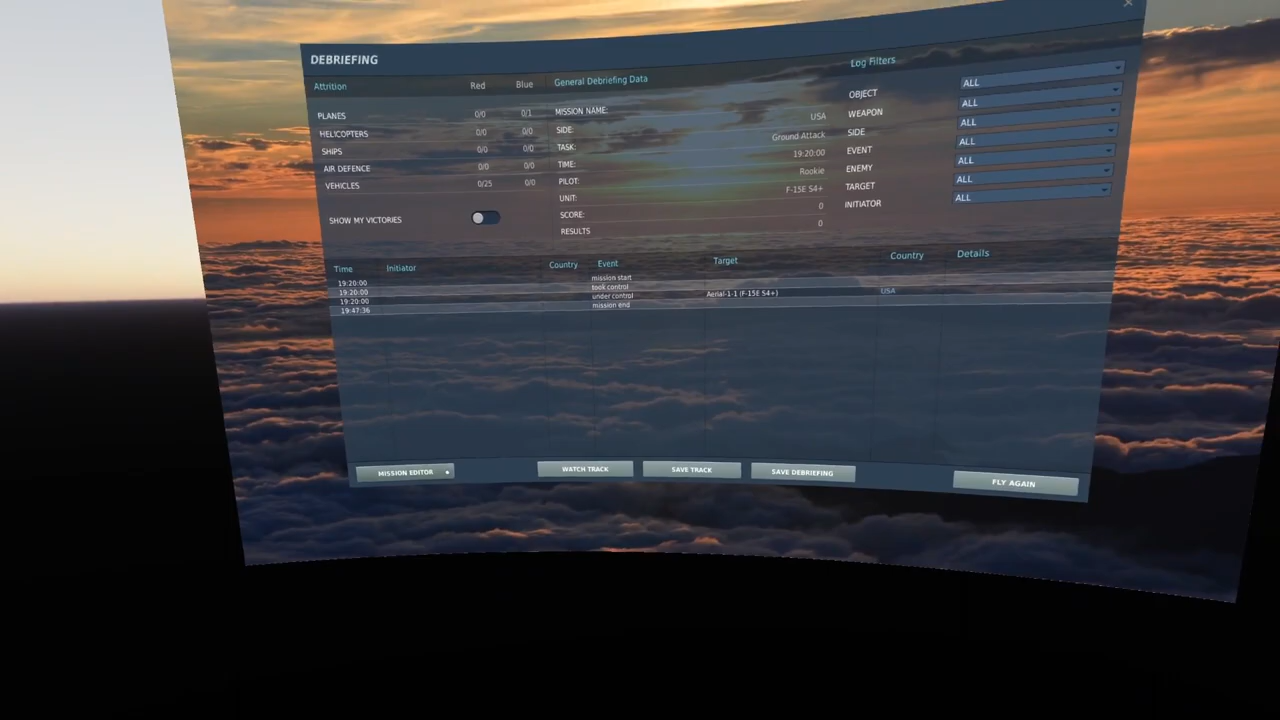 DEBRIEFING
Attrition Red Blue
PLANES 0/0 0/1
HELICOPTERS 0/0 0/0
SHIPS 0/0 0/0
AIR DEFENCE 0/0 0/0
VEHICLES 0/25 0/0
SHOW MY VICTORIES
General Debriefing Data
MISSION NAME:
SIDE: USA
TASK: Ground Attack
TIME: 19:20:00
PILOT: Rookie
UNIT: F-15E S4+
SCORE: 0
RESULTS 0
Log Filters
OBJECT ALL
WEAPON ALL
SIDE ALL
EVENT ALL
ENEMY ALL
TARGET ALL
INITIATOR ALL
Time Initiator Country Event Target Country Details
19:20:00 mission start
19:20:00 took control
19:20:00 under control Aerial-1-1 (F-15E S4+) USA
19:47:36 mission end
MISSION EDITOR WATCH TRACK SAVE TRACK SAVE DEBRIEFING FLY AGAIN